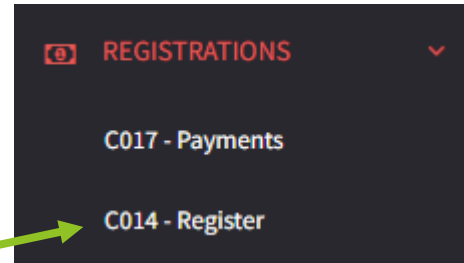 REGISTRATIONS
C017 - Payments
C014 - Register